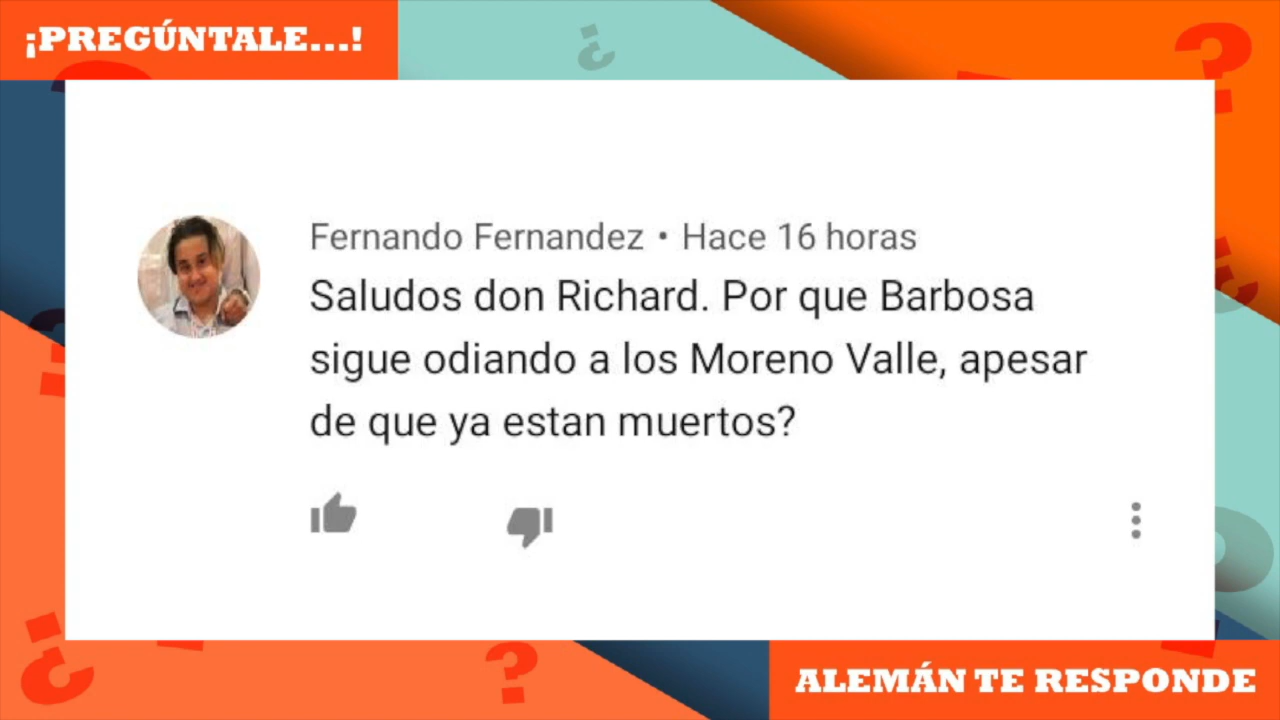 ¡PREGÚNTALE...!
Fernando Fernandez • Hace 16 horas
Saludos don Richard. Por que Barbosa
sigue odiando a los Moreno Valle, apesar
de que ya estan muertos?
ALEMÁN TE RESPONDE